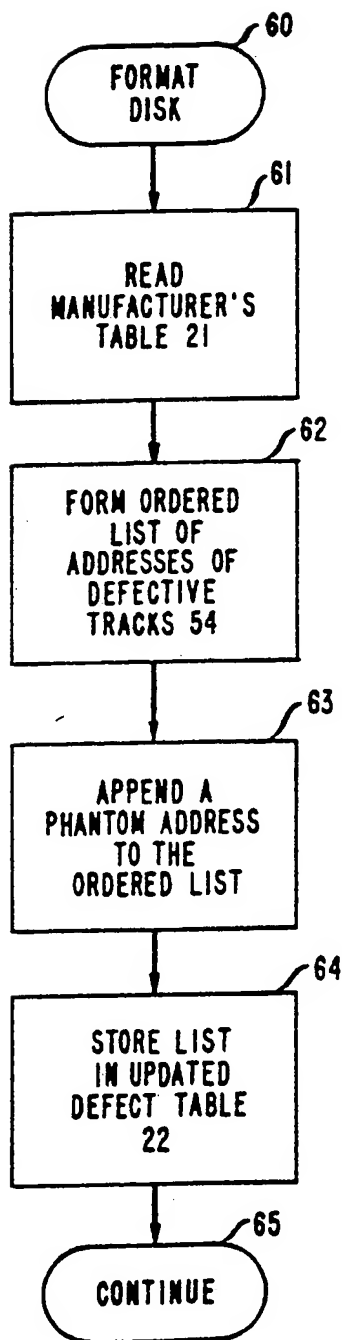 60
FORMAT
DISK
61
READ
MANUFACTURER'S
TABLE 21
62
FORM ORDERED
LIST OF
ADDRESSES OF
DEFECTIVE
TRACKS 54
63
APPEND A
PHANTOM ADDRESS
TO THE
ORDERED LIST
64
STORE LIST
IN UPDATED
DEFECT TABLE
22
65
CONTINUE